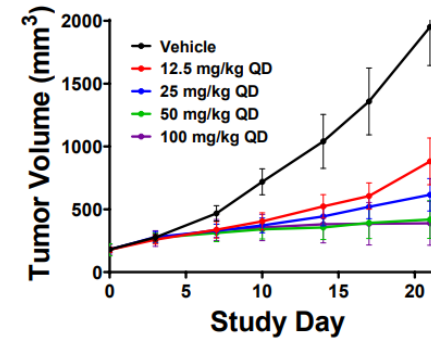 Tumor Volume (mm³)
2000
1500
1000
500
0
Vehicle
12.5 mg/kg QD
25 mg/kg QD
50 mg/kg QD
100 mg/kg QD
0 5 10 15 20
Study Day